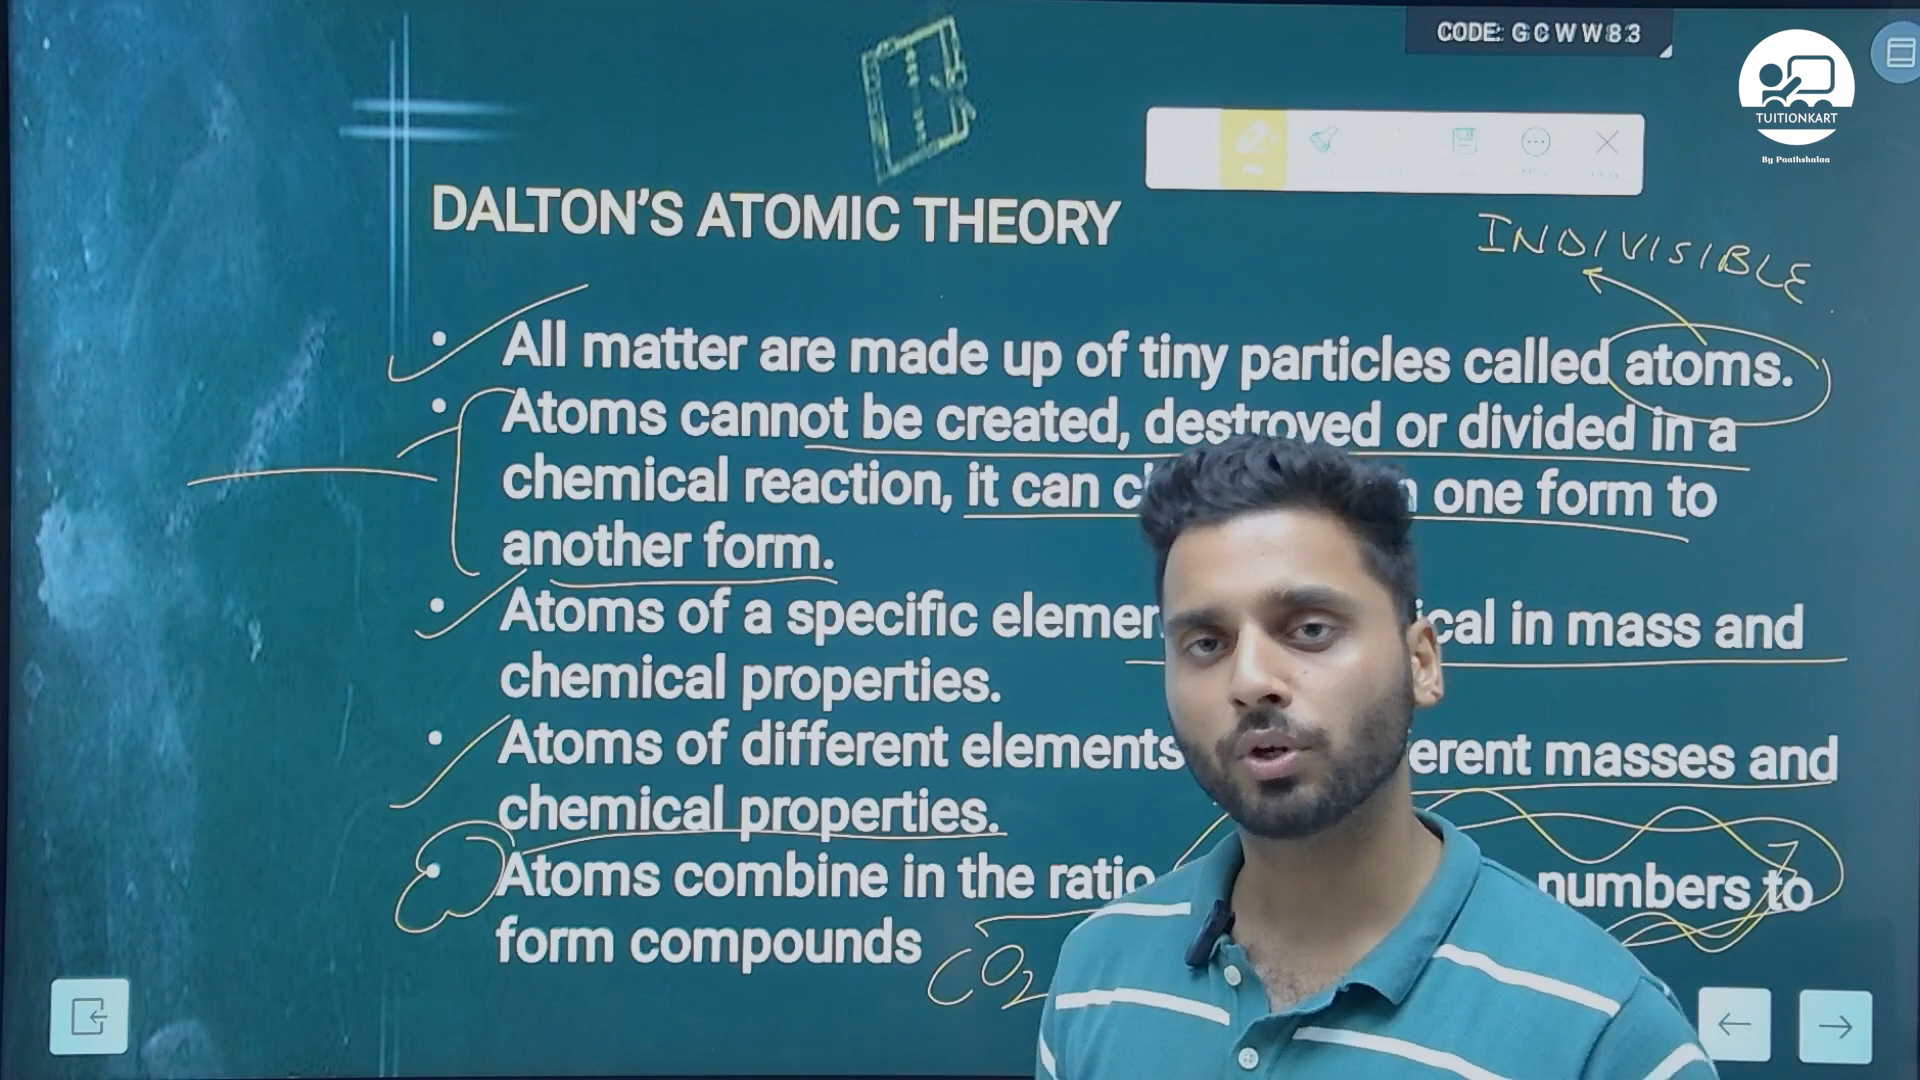 CODE: GCWW83
TUITIONKART
By Paathshalaa
DALTON'S ATOMIC THEORY
INDIVISIBLE
• All matter are made up of tiny particles called atoms.
• Atoms cannot be created, destroyed or divided in a
chemical reaction, it can one form to
another form.
• Atoms of a specific in mass and
chemical properties.
• Atoms of different elements masses and
chemical properties.
• Atoms combine in the ratio numbers to
form compounds
CO2